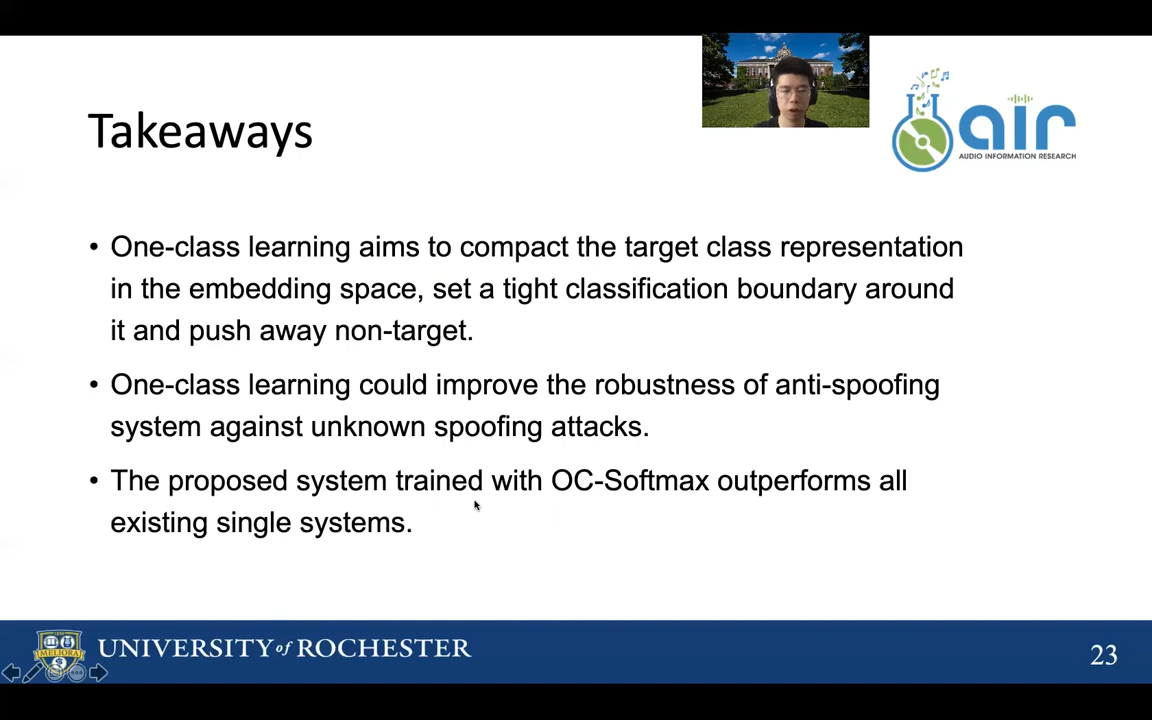 Takeaways
air
AUDIO INFORMATION RESEARCH
• One-class learning aims to compact the target class representation
in the embedding space, set a tight classification boundary around
it and push away non-target.
• One-class learning could improve the robustness of anti-spoofing
system against unknown spoofing attacks.
• The proposed system trained with OC-Softmax outperforms all
existing single systems.
MELIORA
UNIVERSITY of ROCHESTER
23